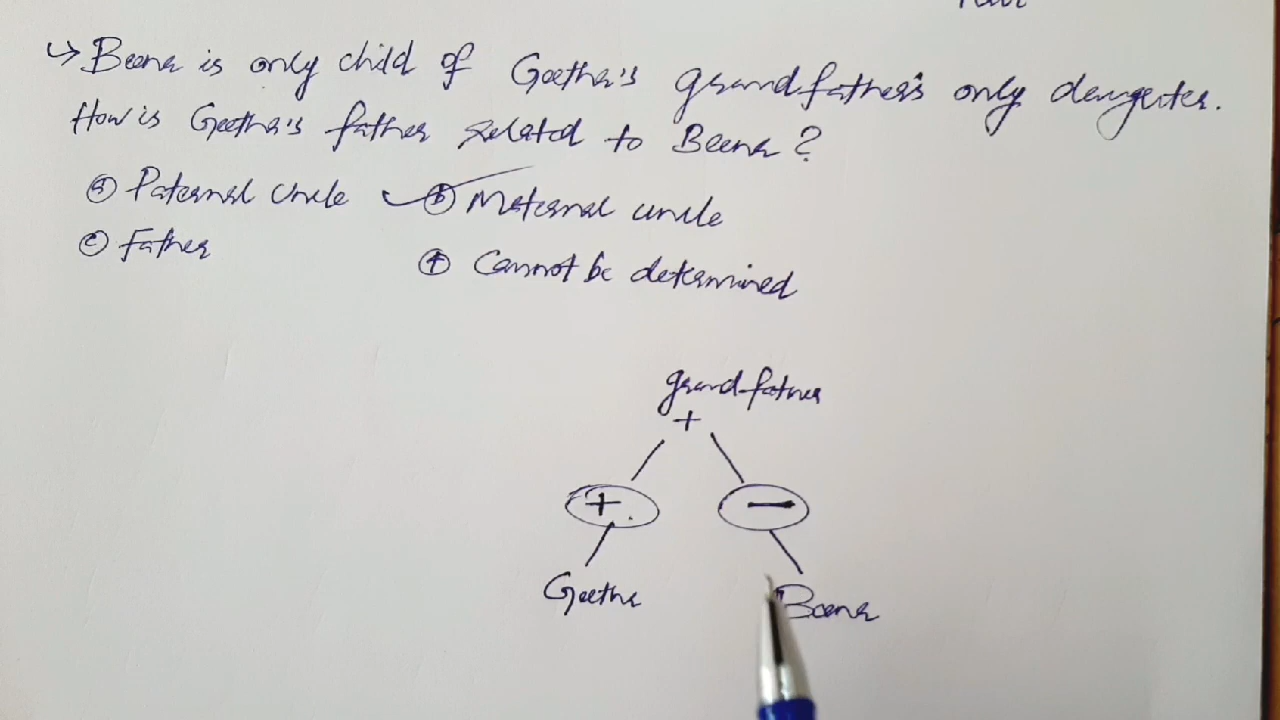 ↳ Beena is only child of Geetha's grandfather's only daugenter.
How is Geetha's father related to Beena?
ⓐ Paternal uncle ⓑ Maternal uncle
ⓒ Father ⓓ Cannot be determined
grandfather
+
+ −
Geetha Beena